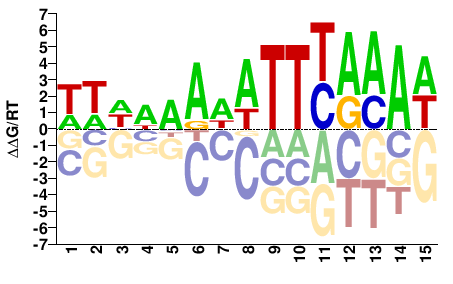 7
6
5
4
3
2
1
0
-1
-2
-3
-4
-5
-6
-7
ΔΔG/RT
T T A A A A A A T T T A A A A
A A T T G T T C G C T
G C G C T T C A A A C G C G
C G G G C C C C G T T G
G G G T
1 2 3 4 5 6 7 8 9 10 11 12 13 14 15